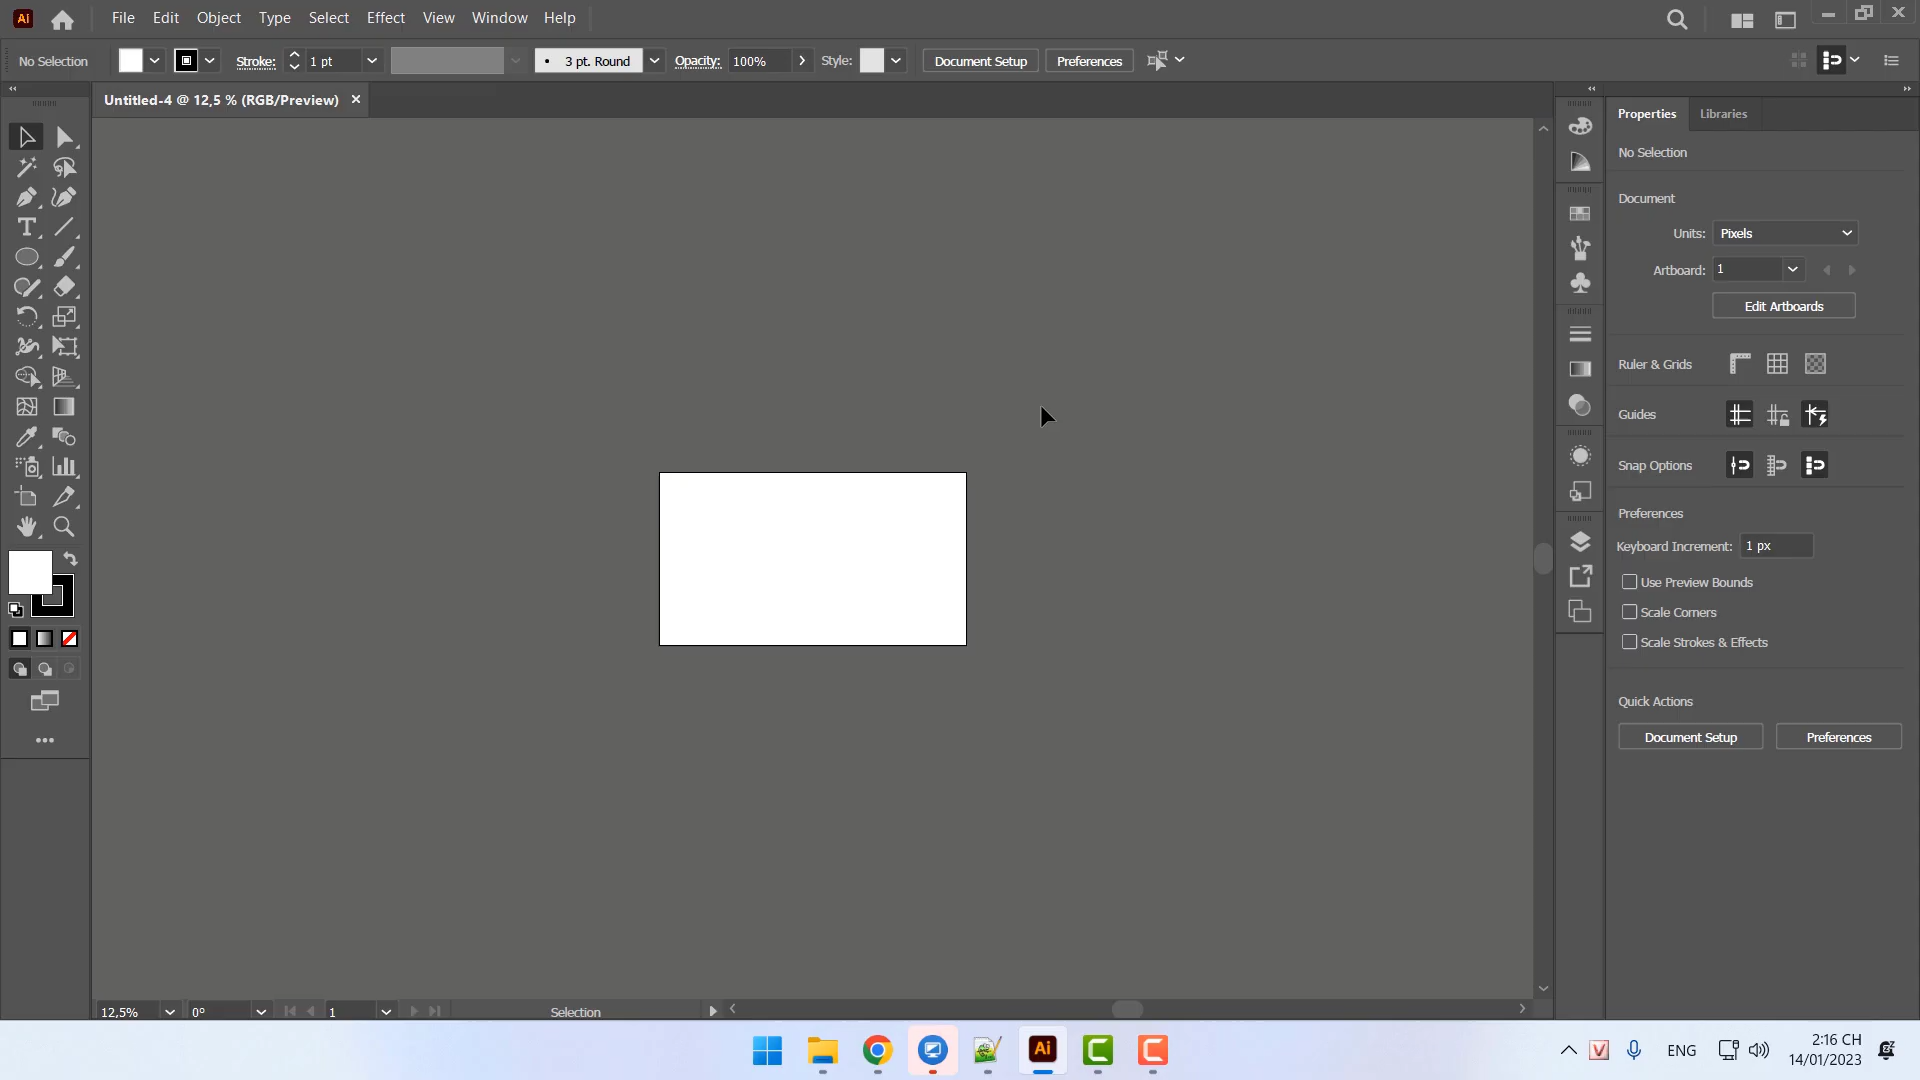 Ai File Edit Object Type Select Effect View Window Help
No Selection Stroke: 1 pt 3 pt. Round Opacity: 100% Style: Document Setup Preferences
Untitled-4 @ 12,5 % (RGB/Preview)
Properties Libraries
No Selection
Document
Units: Pixels
Artboard: 1
Edit Artboards
Ruler & Grids
Guides
Snap Options
Preferences
Keyboard Increment: 1 px
Use Preview Bounds
Scale Corners
Scale Strokes & Effects
Quick Actions
Document Setup Preferences
12,5% 0° 1 Selection
Ai ENG 2:16 CH
14/01/2023